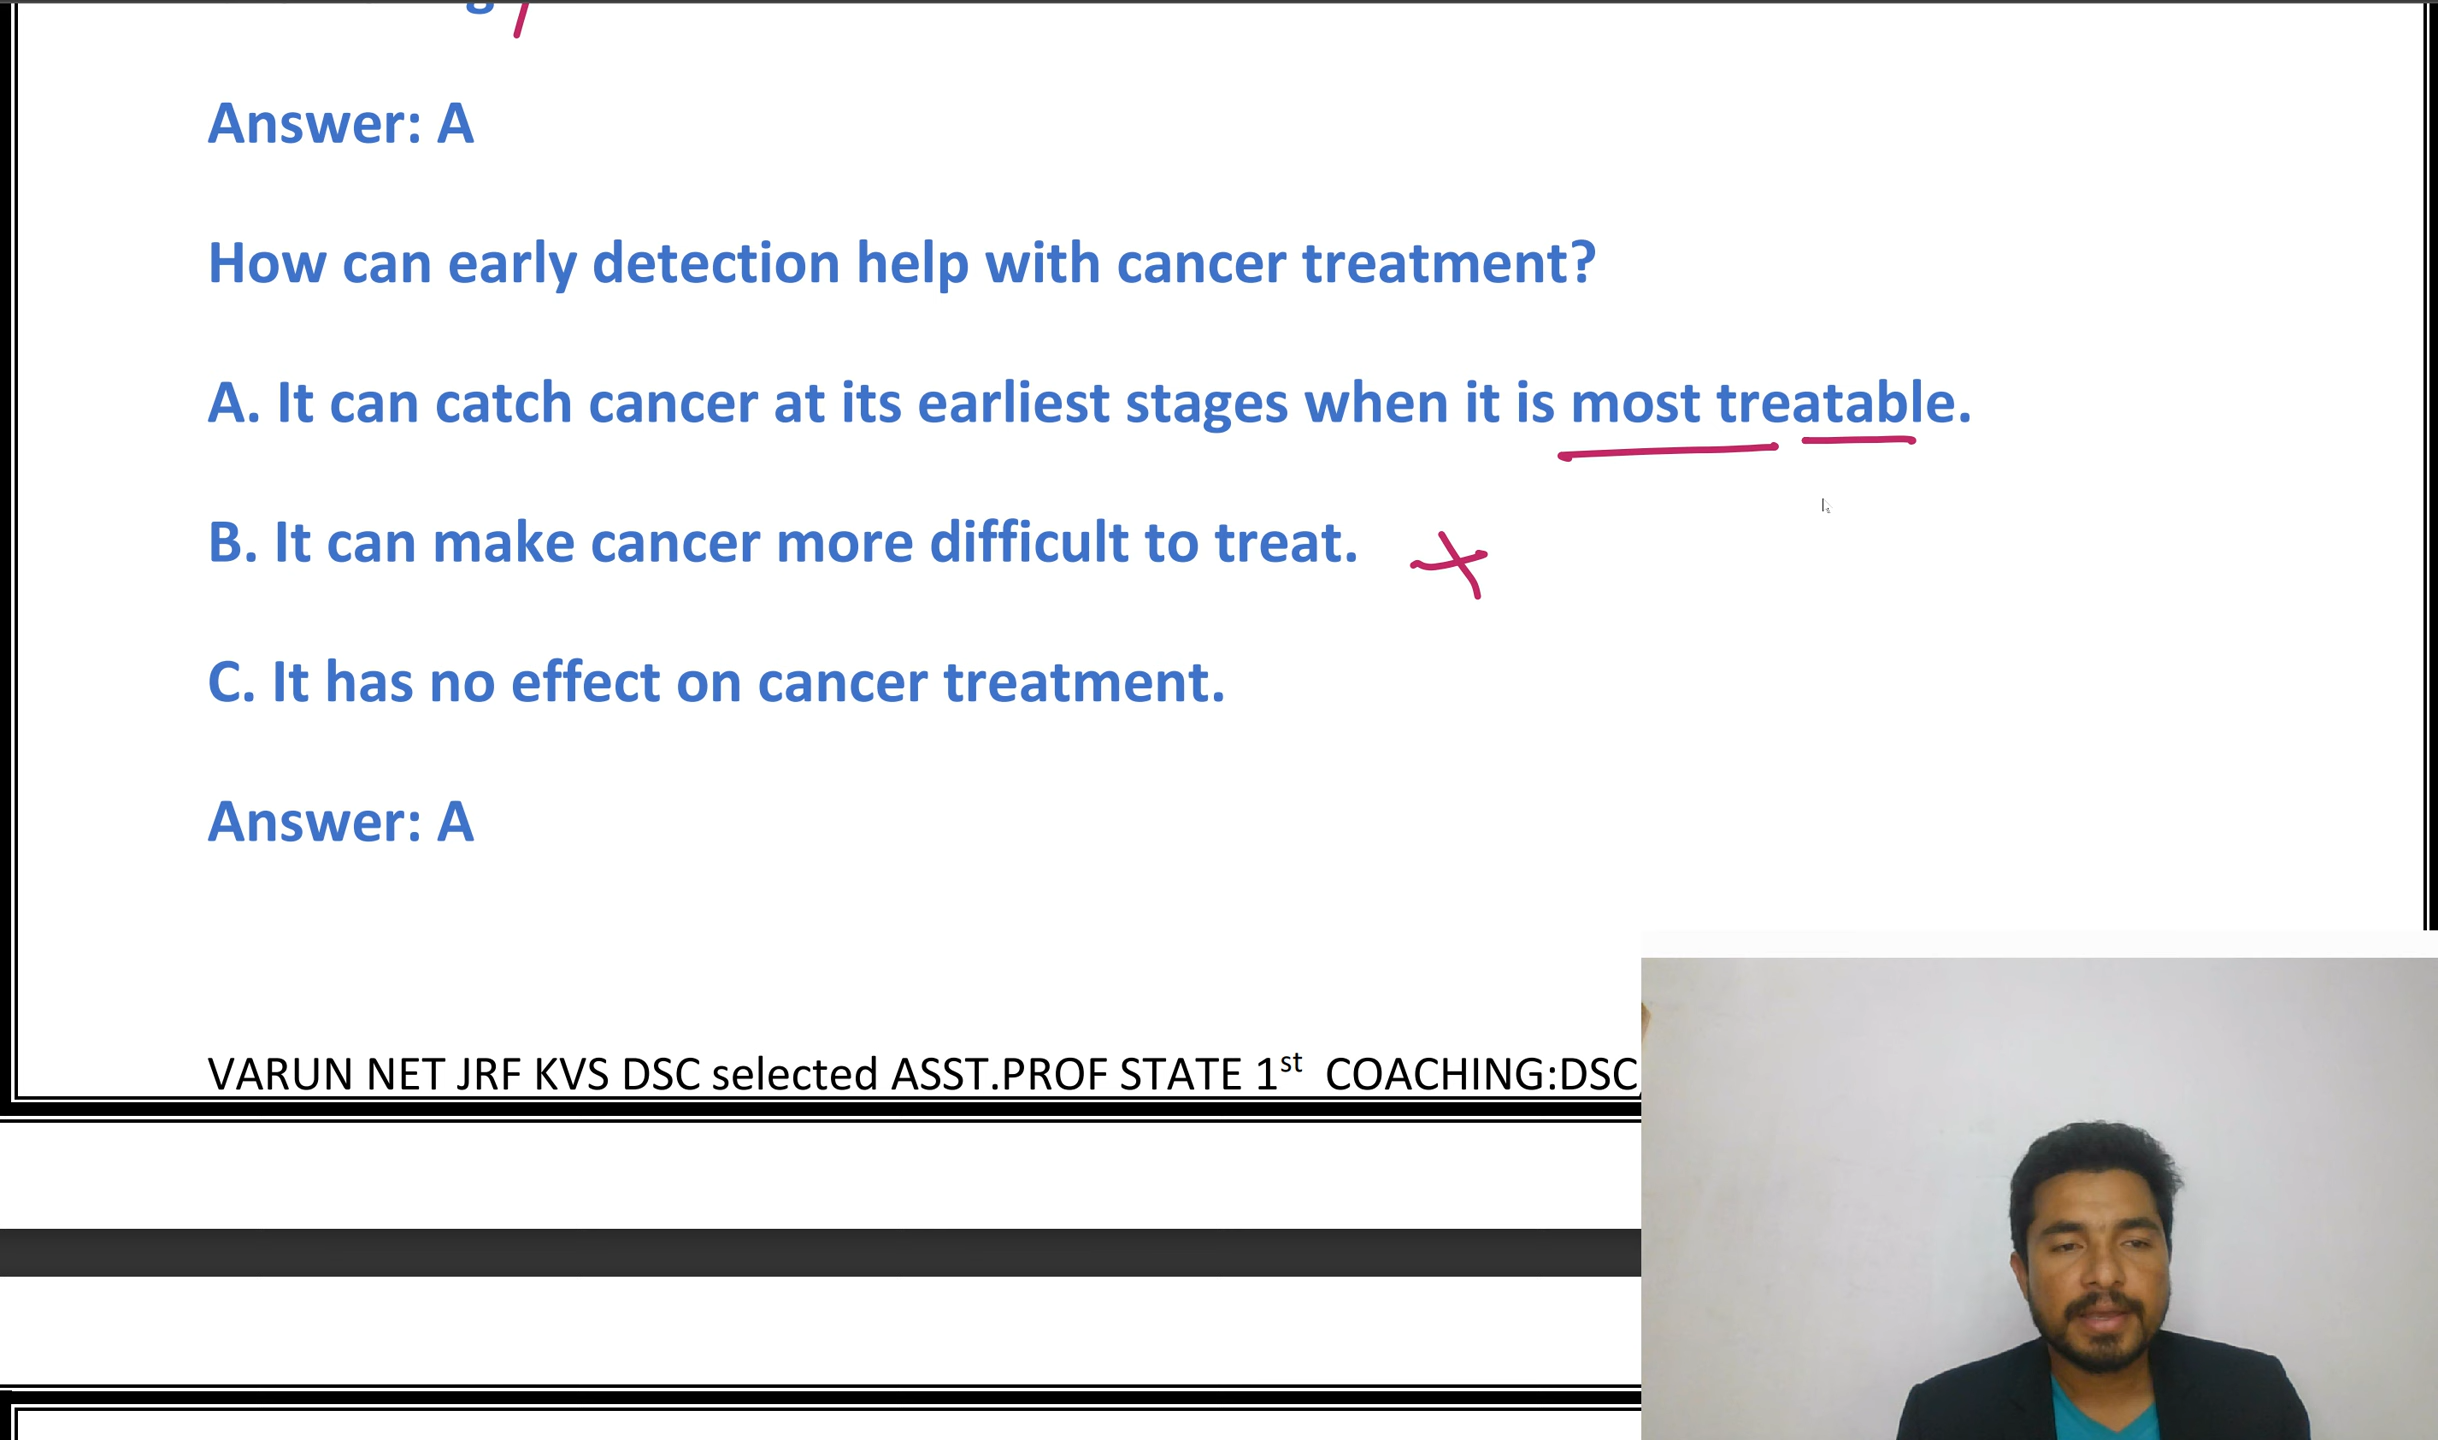 Answer: A
How can early detection help with cancer treatment?
A. It can catch cancer at its earliest stages when it is most treatable.
B. It can make cancer more difficult to treat.
C. It has no effect on cancer treatment.
Answer: A
VARUN NET JRF KVS DSC selected ASST.PROF STATE 1st COACHING:DSC